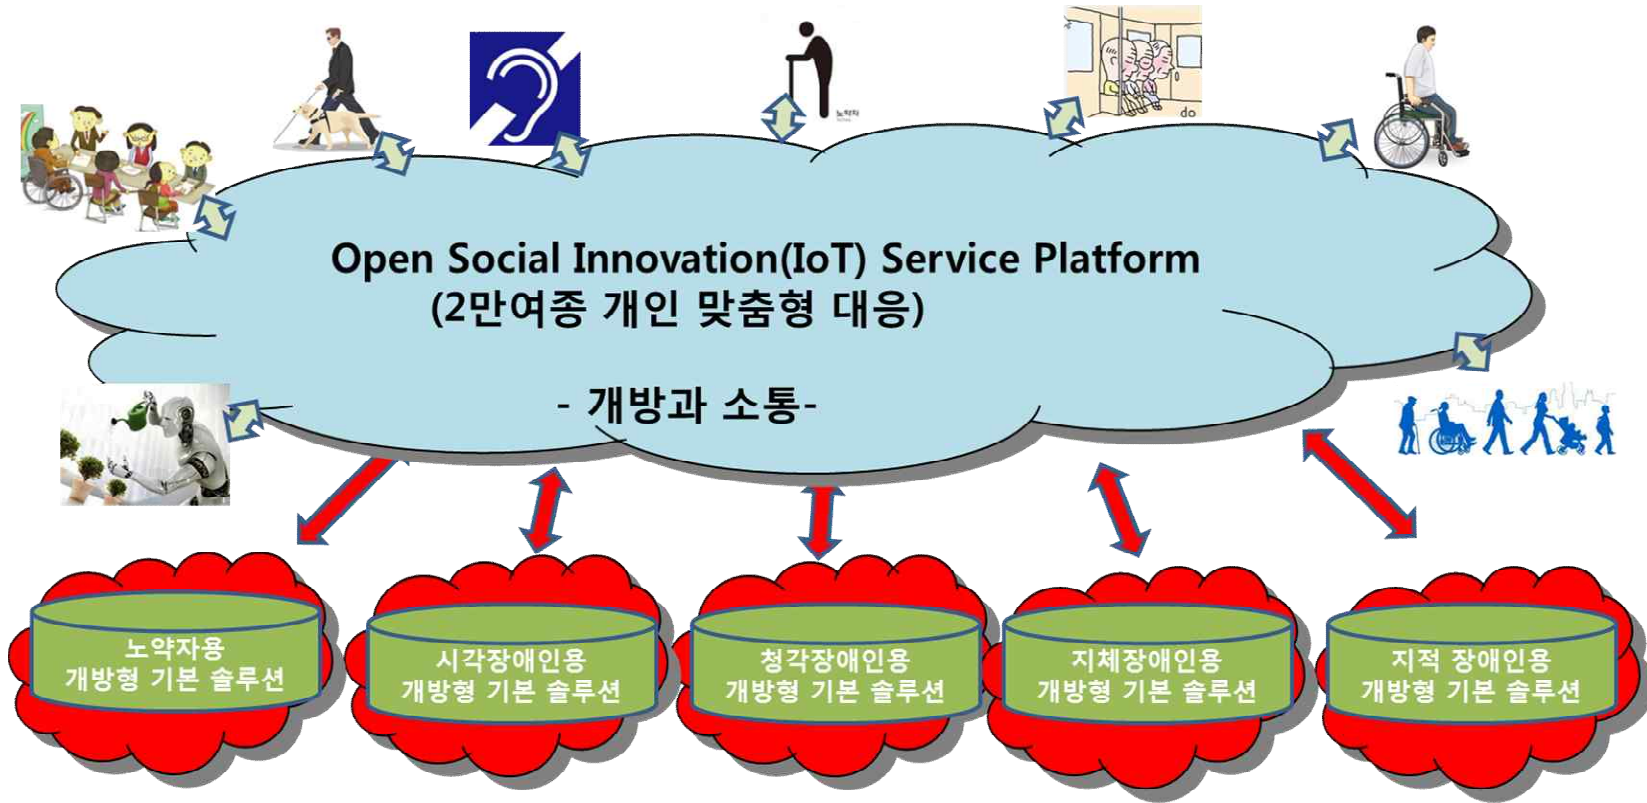 노약자
do
Open Social Innovation(IoT) Service Platform
(2만여종 개인 맞춤형 대응)
- 개방과 소통-
노약자용
개방형 기본 솔루션
시각장애인용
개방형 기본 솔루션
청각장애인용
개방형 기본 솔루션
지체장애인용
개방형 기본 솔루션
지적 장애인용
개방형 기본 솔루션